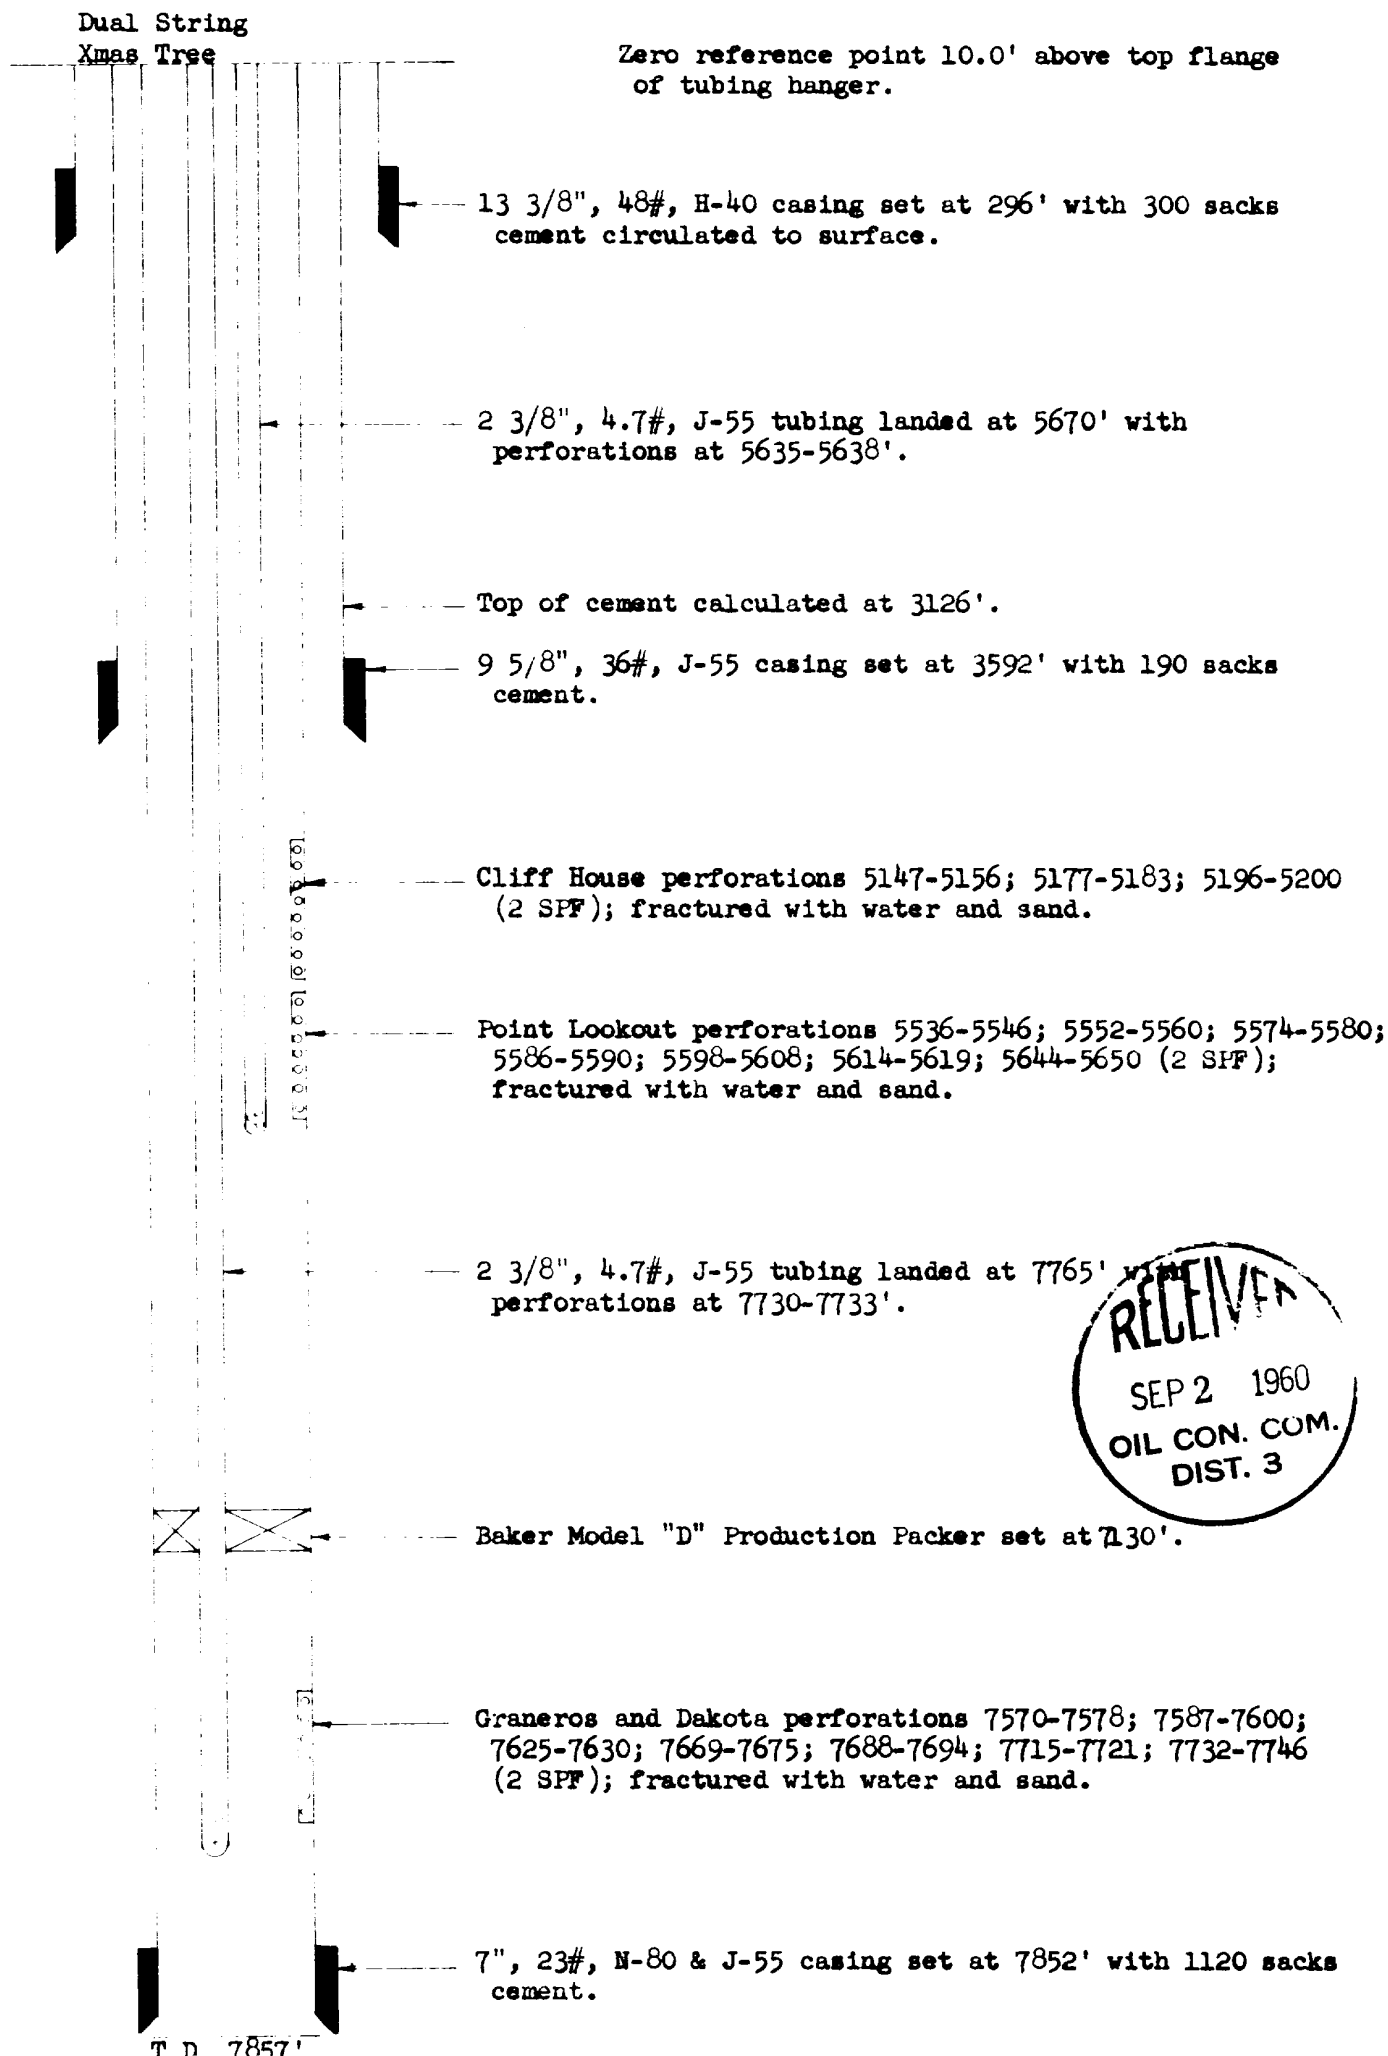 Dual String
Xmas Tree
Zero reference point 10.0' above top flange
of tubing hanger.
13 3/8", 48#, H-40 casing set at 296' with 300 sacks
cement circulated to surface.
2 3/8", 4.7#, J-55 tubing landed at 5670' with
perforations at 5635-5638'.
Top of cement calculated at 3126'.
9 5/8", 36#, J-55 casing set at 3592' with 190 sacks
cement.
Cliff House perforations 5147-5156; 5177-5183; 5196-5200
(2 SPF); fractured with water and sand.
Point Lookout perforations 5536-5546; 5552-5560; 5574-5580;
5586-5590; 5598-5608; 5614-5619; 5644-5650 (2 SPF);
fractured with water and sand.
2 3/8", 4.7#, J-55 tubing landed at 7765' with
perforations at 7730-7733'.
RECEIVED
SEP 2 1960
OIL CON. COM.
DIST. 3
Baker Model "D" Production Packer set at 7130'.
Graneros and Dakota perforations 7570-7578; 7587-7600;
7625-7630; 7669-7675; 7688-7694; 7715-7721; 7732-7746
(2 SPF); fractured with water and sand.
7", 23#, N-80 & J-55 casing set at 7852' with 1120 sacks
cement.
T.D. 7857'